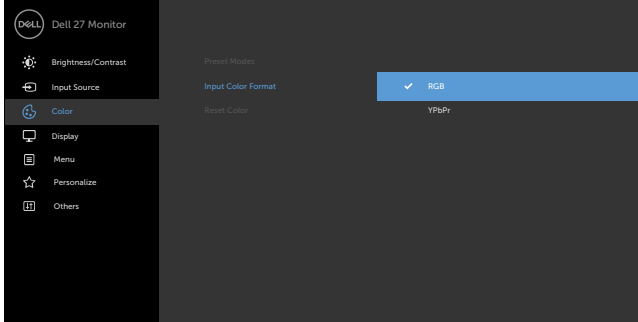 DELL Dell 27 Monitor
Brightness/Contrast
Preset Modes
Input Source
Input Color Format
✓ RGB
Color
Reset Color
YPbPr
Display
Menu
Personalize
Others